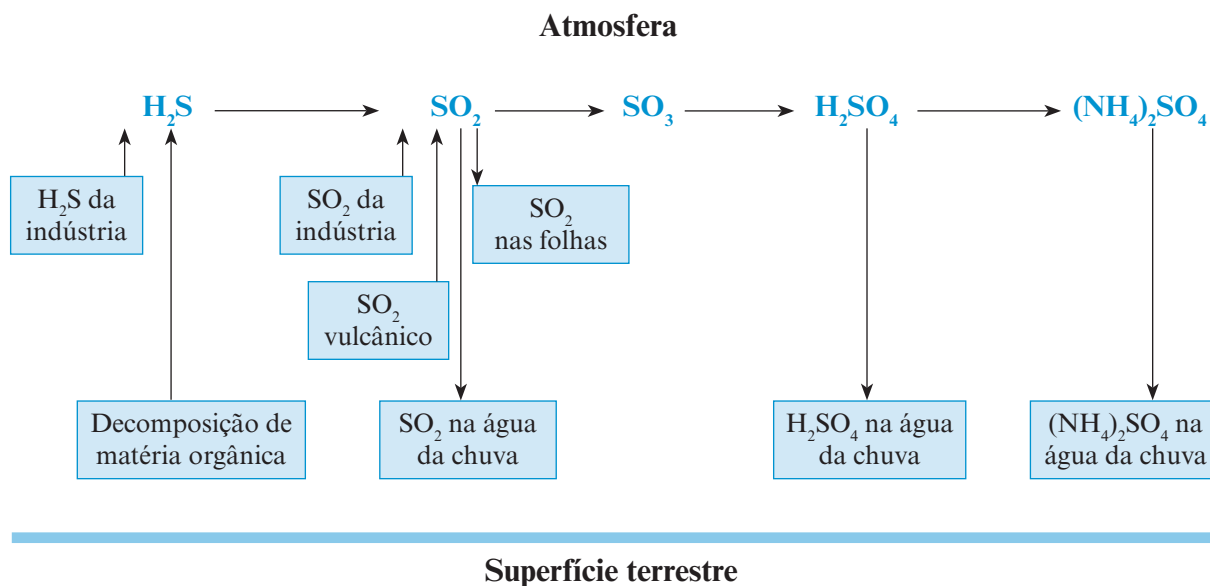 Atmosfera
H₂S SO₂ SO₃ H₂SO₄ (NH₄)₂SO₄
H₂S da
indústria
SO₂ da
indústria
SO₂
nas folhas
SO₂
vulcânico
Decomposição de
matéria orgânica
SO₂ na água
da chuva
H₂SO₄ na água
da chuva
(NH₄)₂SO₄ na
água da chuva
Superfície terrestre